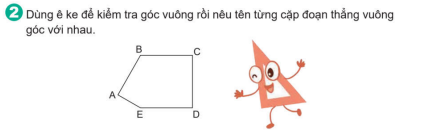 2 Dùng ê ke để kiểm tra góc vuông rồi nêu tên từng cặp đoạn thẳng vuông
góc với nhau.
B C
A
E D